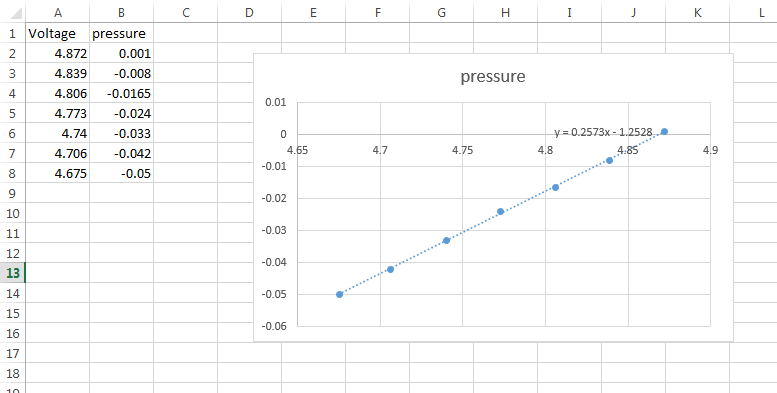 A B C D E F G H I J K L
1 Voltage pressure
2 4.872 0.001
3 4.839 -0.008
4 4.806 -0.0165
5 4.773 -0.024
6 4.74 -0.033
7 4.706 -0.042
8 4.675 -0.05
9
10
11
12
13
14
15
16
17
18
19
pressure
0.01
0
-0.01
-0.02
-0.03
-0.04
-0.05
-0.06
4.65 4.7 4.75 4.8 4.85 4.9
y = 0.2573x - 1.2528